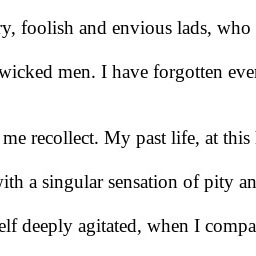 ry, foolish and envious lads, who
wicked men. I have forgotten eve
me recollect. My past life, at this
with a singular sensation of pity an
elf deeply agitated, when I compa